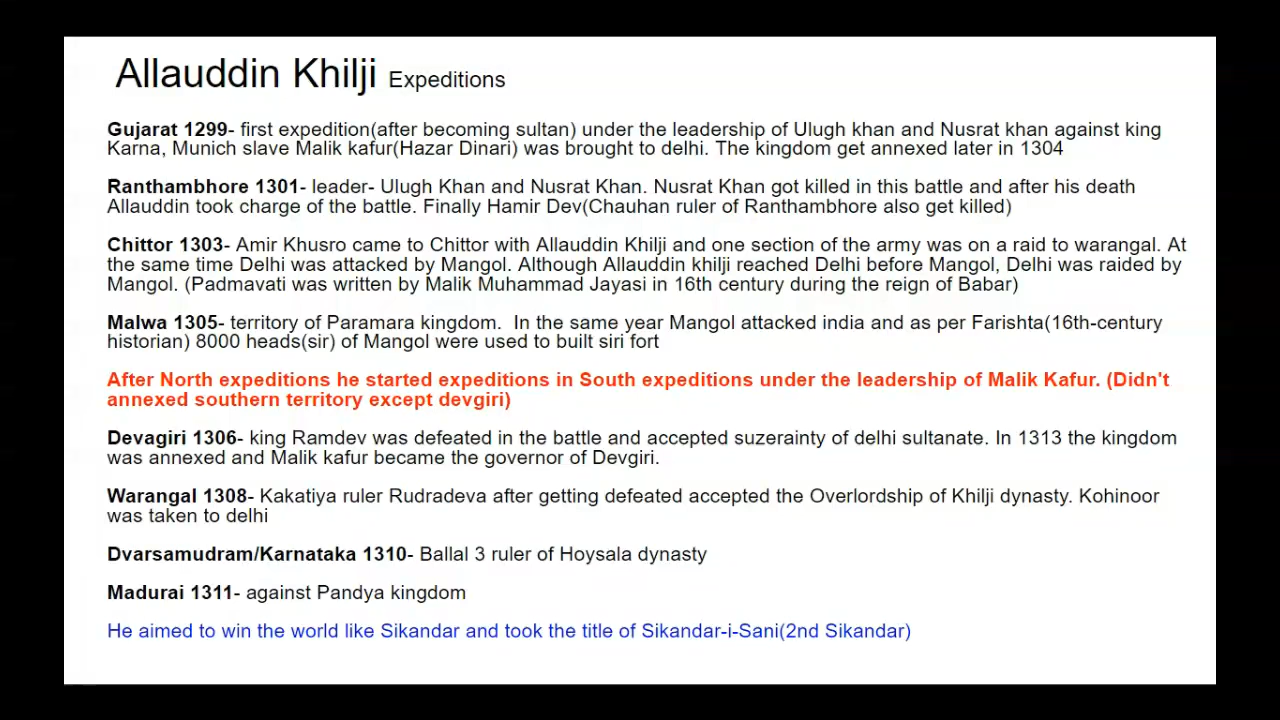 Allauddin Khilji Expeditions
Gujarat 1299- first expedition(after becoming sultan) under the leadership of Ulugh khan and Nusrat khan against king
Karna, Munich slave Malik kafur(Hazar Dinari) was brought to delhi. The kingdom get annexed later in 1304
Ranthambhore 1301- leader- Ulugh Khan and Nusrat Khan. Nusrat Khan got killed in this battle and after his death
Allauddin took charge of the battle. Finally Hamir Dev(Chauhan ruler of Ranthambhore also get killed)
Chittor 1303- Amir Khusro came to Chittor with Allauddin Khilji and one section of the army was on a raid to warangal. At
the same time Delhi was attacked by Mangol. Although Allauddin khilji reached Delhi before Mangol, Delhi was raided by
Mangol. (Padmavati was written by Malik Muhammad Jayasi in 16th century during the reign of Babar)
Malwa 1305- territory of Paramara kingdom.  In the same year Mangol attacked india and as per Farishta(16th-century
historian) 8000 heads(sir) of Mangol were used to built siri fort
After North expeditions he started expeditions in South expeditions under the leadership of Malik Kafur. (Didn't
annexed southern territory except devgiri)
Devagiri 1306- king Ramdev was defeated in the battle and accepted suzerainty of delhi sultanate. In 1313 the kingdom
was annexed and Malik kafur became the governor of Devgiri.
Warangal 1308- Kakatiya ruler Rudradeva after getting defeated accepted the Overlordship of Khilji dynasty. Kohinoor
was taken to delhi
Dvarsamudram/Karnataka 1310- Ballal 3 ruler of Hoysala dynasty
Madurai 1311- against Pandya kingdom
He aimed to win the world like Sikandar and took the title of Sikandar-i-Sani(2nd Sikandar)